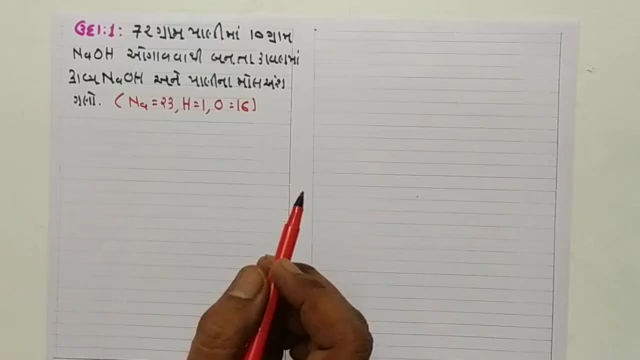 ઉદા:1: 72 ગ્રામ પાણીમાં 10 ગ્રામ
NaOH ઓગાળવાથી બનતા દ્રાવણમાં
દ્રાવ્ય NaOH અને પાણીના મોલઅંશ
ગણો. (Na = 23, H = 1, O = 16)